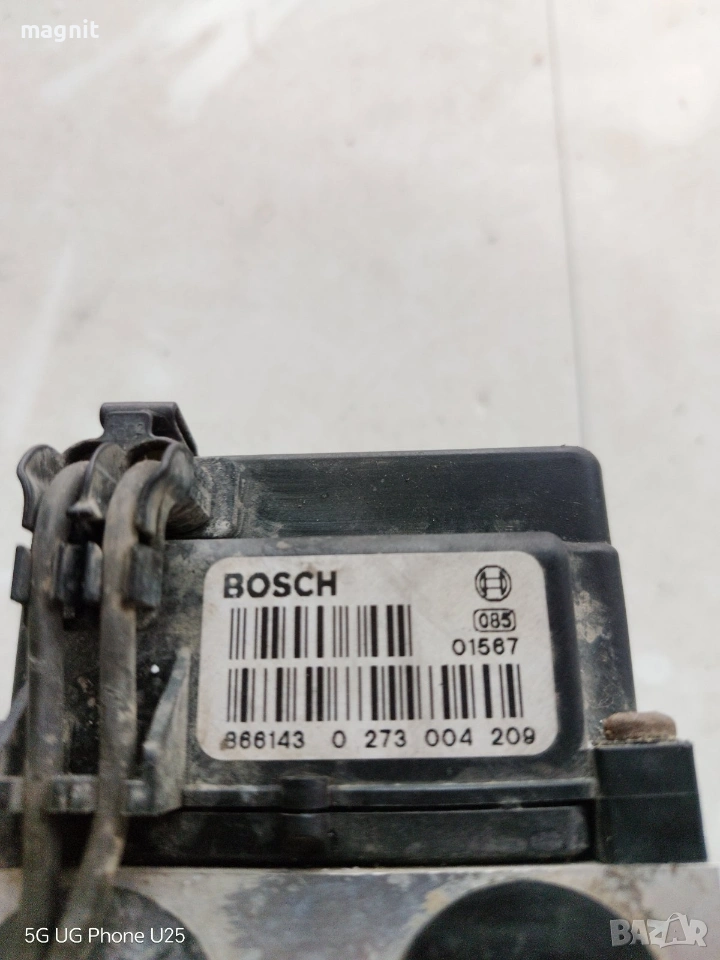 magnit
BOSCH
085
01567
866143 0 273 004 209
5G UG Phone U25
BAZAR